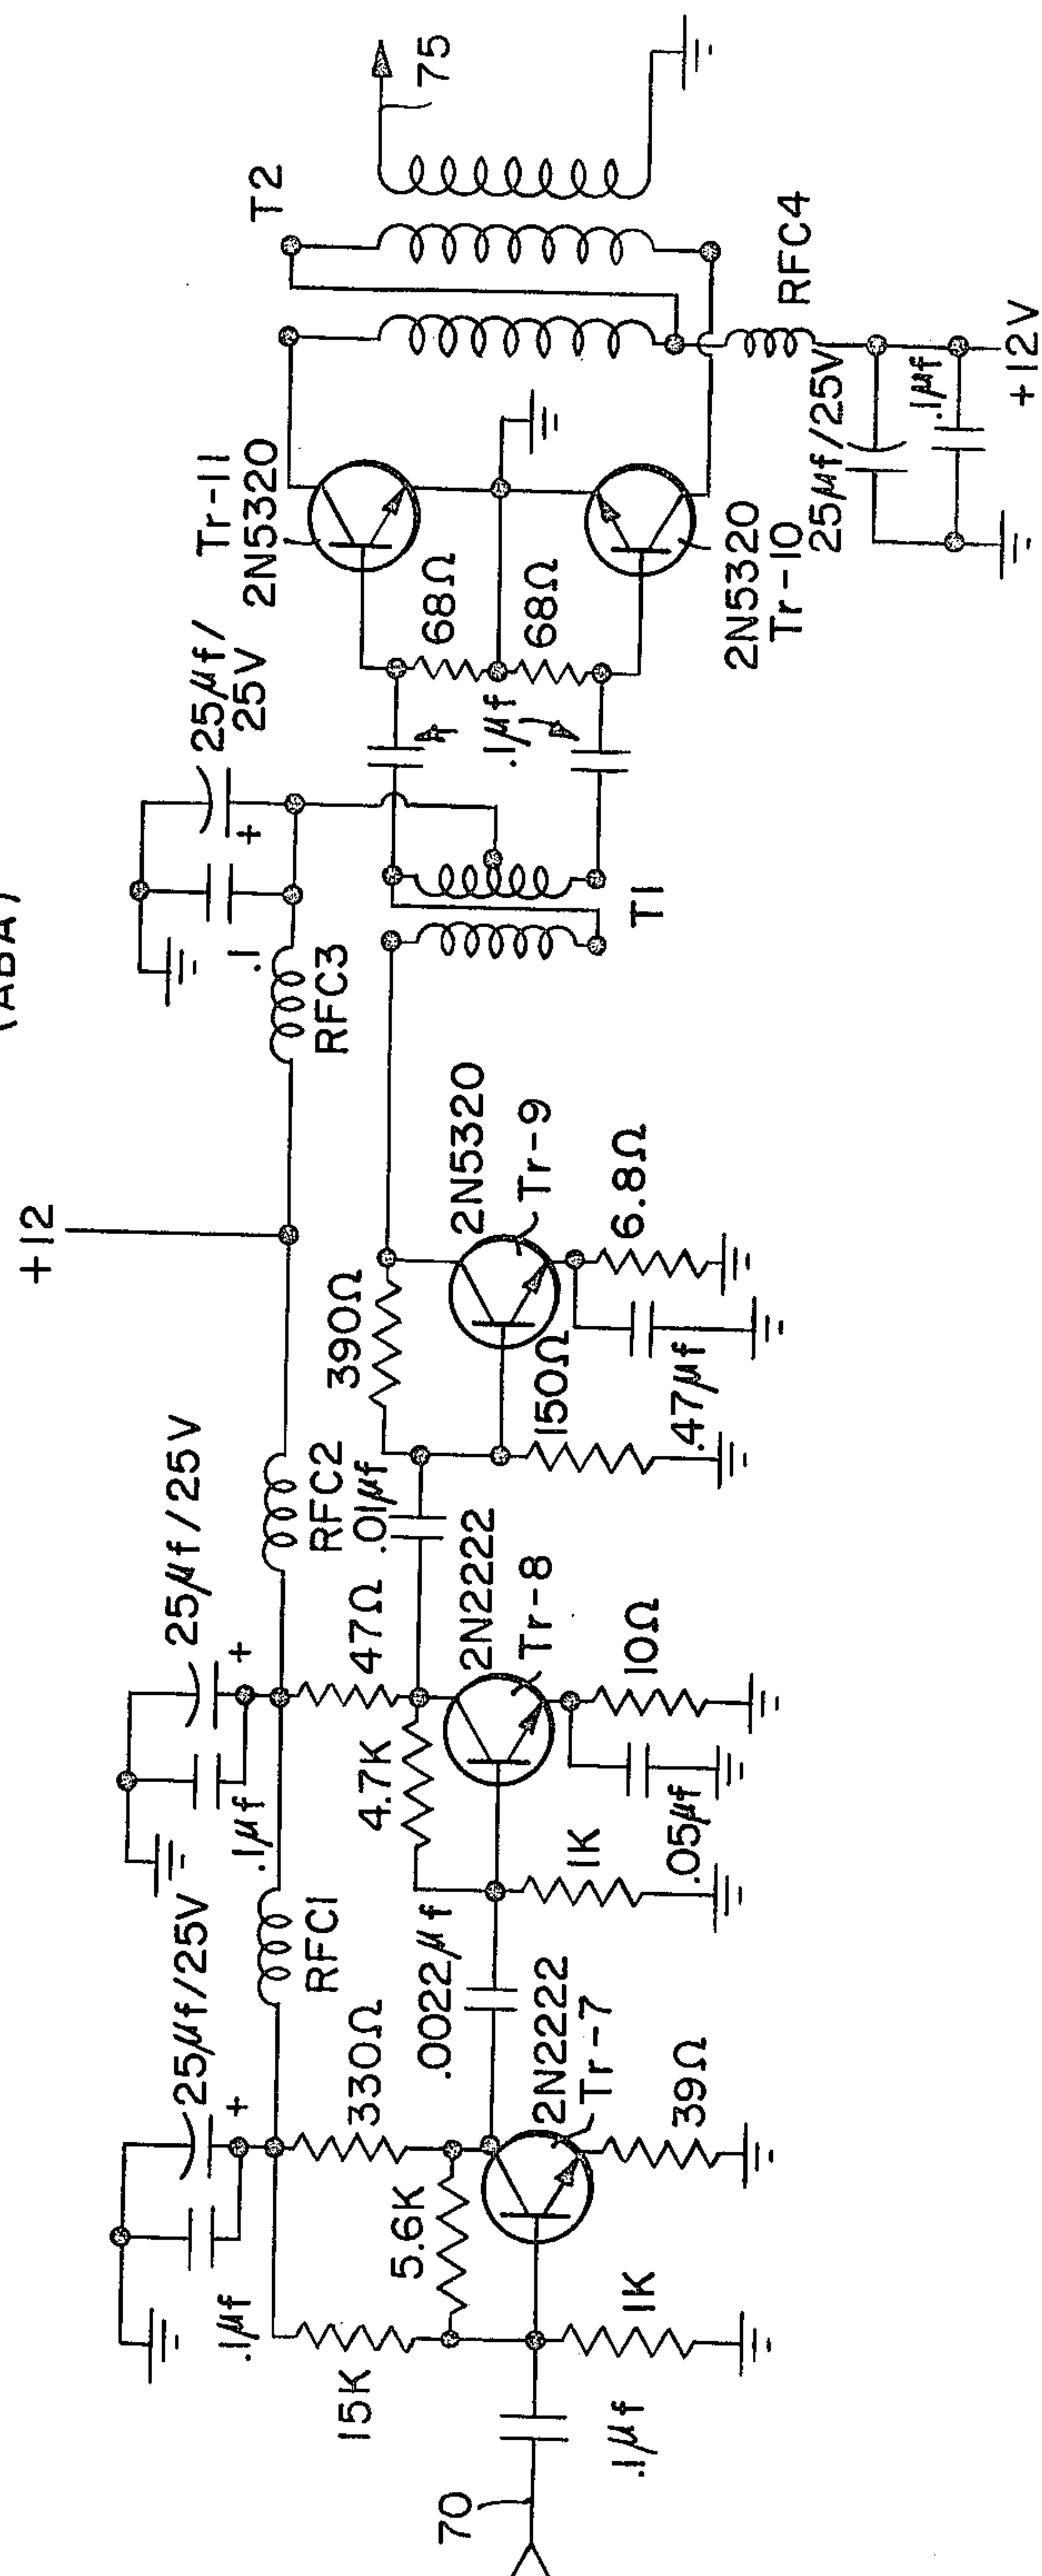 (ABA)
+12
25µf/25V
.1µf
25µf/25V
.1µf
25µf/
25V
.1
RFC1
RFC2
RFC3
15K
5.6K
330Ω
.0022µf
4.7K
47Ω
.01µf
390Ω
70
.1µf
1K
2N2222
Tr-7
39Ω
1K
2N2222
Tr-8
.05µf
10Ω
150Ω
2N5320
Tr-9
.47µf
6.8Ω
T1
.1µf
68Ω
68Ω
Tr-11
2N5320
2N5320
Tr-10
T2
75
RFC4
25µf/25V
.1µf
+12V